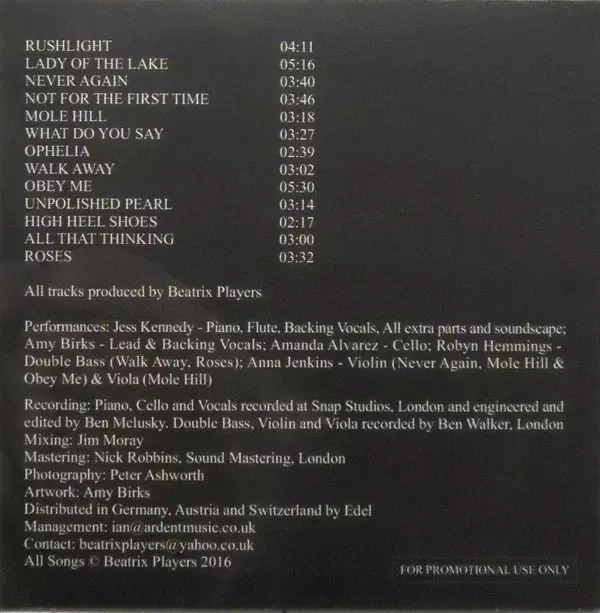 RUSHLIGHT 04:11
LADY OF THE LAKE 05:16
NEVER AGAIN 03:40
NOT FOR THE FIRST TIME 03:46
MOLE HILL 03:18
WHAT DO YOU SAY 03:27
OPHELIA 02:39
WALK AWAY 03:02
OBEY ME 05:30
UNPOLISHED PEARL 03:14
HIGH HEEL SHOES 02:17
ALL THAT THINKING 03:00
ROSES 03:32
All tracks produced by Beatrix Players
Performances: Jess Kennedy - Piano, Flute, Backing Vocals, All extra parts and soundscape;
Amy Birks - Lead & Backing Vocals; Amanda Alvarez - Cello; Robyn Hemmings -
Double Bass (Walk Away, Roses); Anna Jenkins - Violin (Never Again, Mole Hill &
Obey Me) & Viola (Mole Hill)
Recording: Piano, Cello and Vocals recorded at Snap Studios, London and engineered and
edited by Ben Mclusky. Double Bass, Violin and Viola recorded by Ben Walker, London
Mixing: Jim Moray
Mastering: Nick Robbins, Sound Mastering, London
Photography: Peter Ashworth
Artwork: Amy Birks
Distributed in Germany, Austria and Switzerland by Edel
Management: ian@ardentmusic.co.uk
Contact: beatrixplayers@yahoo.co.uk
All Songs © Beatrix Players 2016
FOR PROMOTIONAL USE ONLY